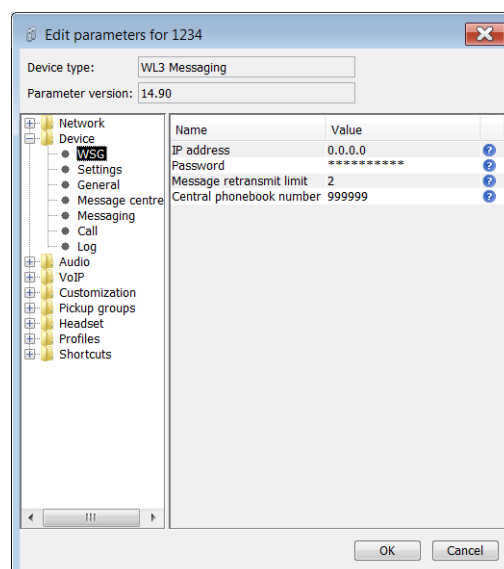 Edit parameters for 1234
Device type: WL3 Messaging
Parameter version: 14.90
Network
Device
WSG
Settings
General
Message centre
Messaging
Call
Log
Audio
VoIP
Customization
Pickup groups
Headset
Profiles
Shortcuts
Name Value
IP address 0.0.0.0
Password **********
Message retransmit limit 2
Central phonebook number 999999
OK Cancel